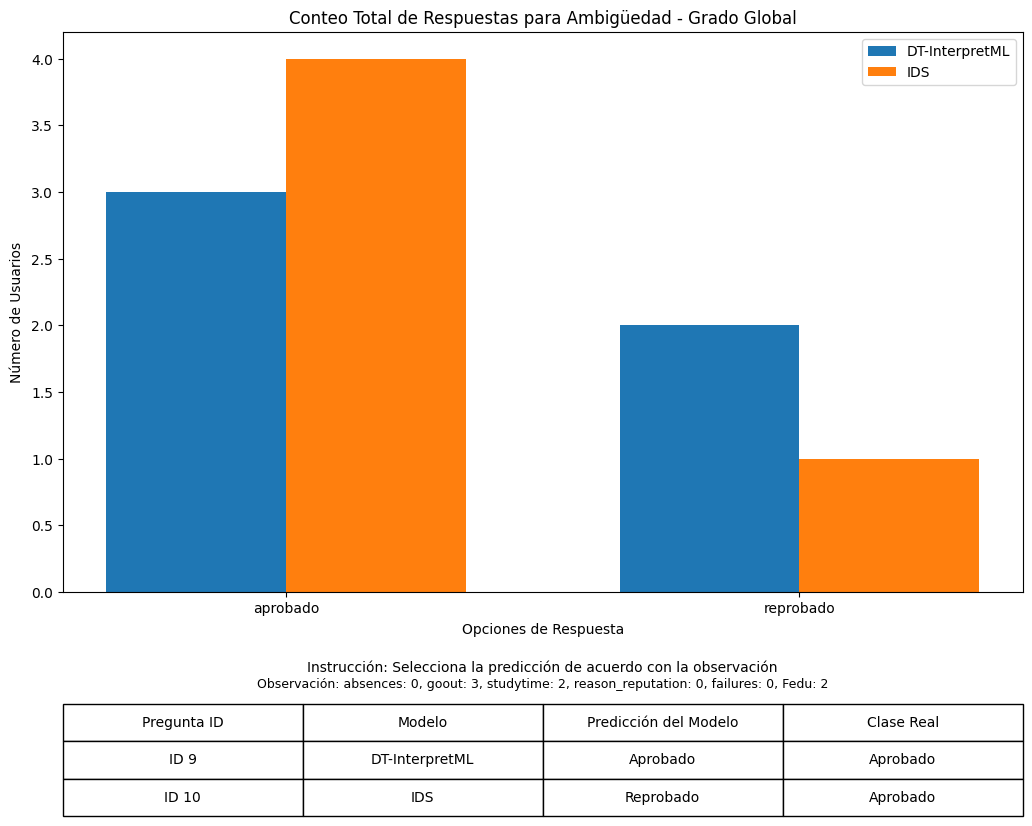 Conteo Total de Respuestas para Ambigüedad - Grado Global
DT-InterpretML
IDS
Número de Usuarios
4.0
3.5
3.0
2.5
2.0
1.5
1.0
0.5
0.0
aprobado reprobado
Opciones de Respuesta
Instrucción: Selecciona la predicción de acuerdo con la observación
Observación: absences: 0, goout: 3, studytime: 2, reason_reputation: 0, failures: 0, Fedu: 2
Pregunta ID Modelo Predicción del Modelo Clase Real
ID 9 DT-InterpretML Aprobado Aprobado
ID 10 IDS Reprobado Aprobado